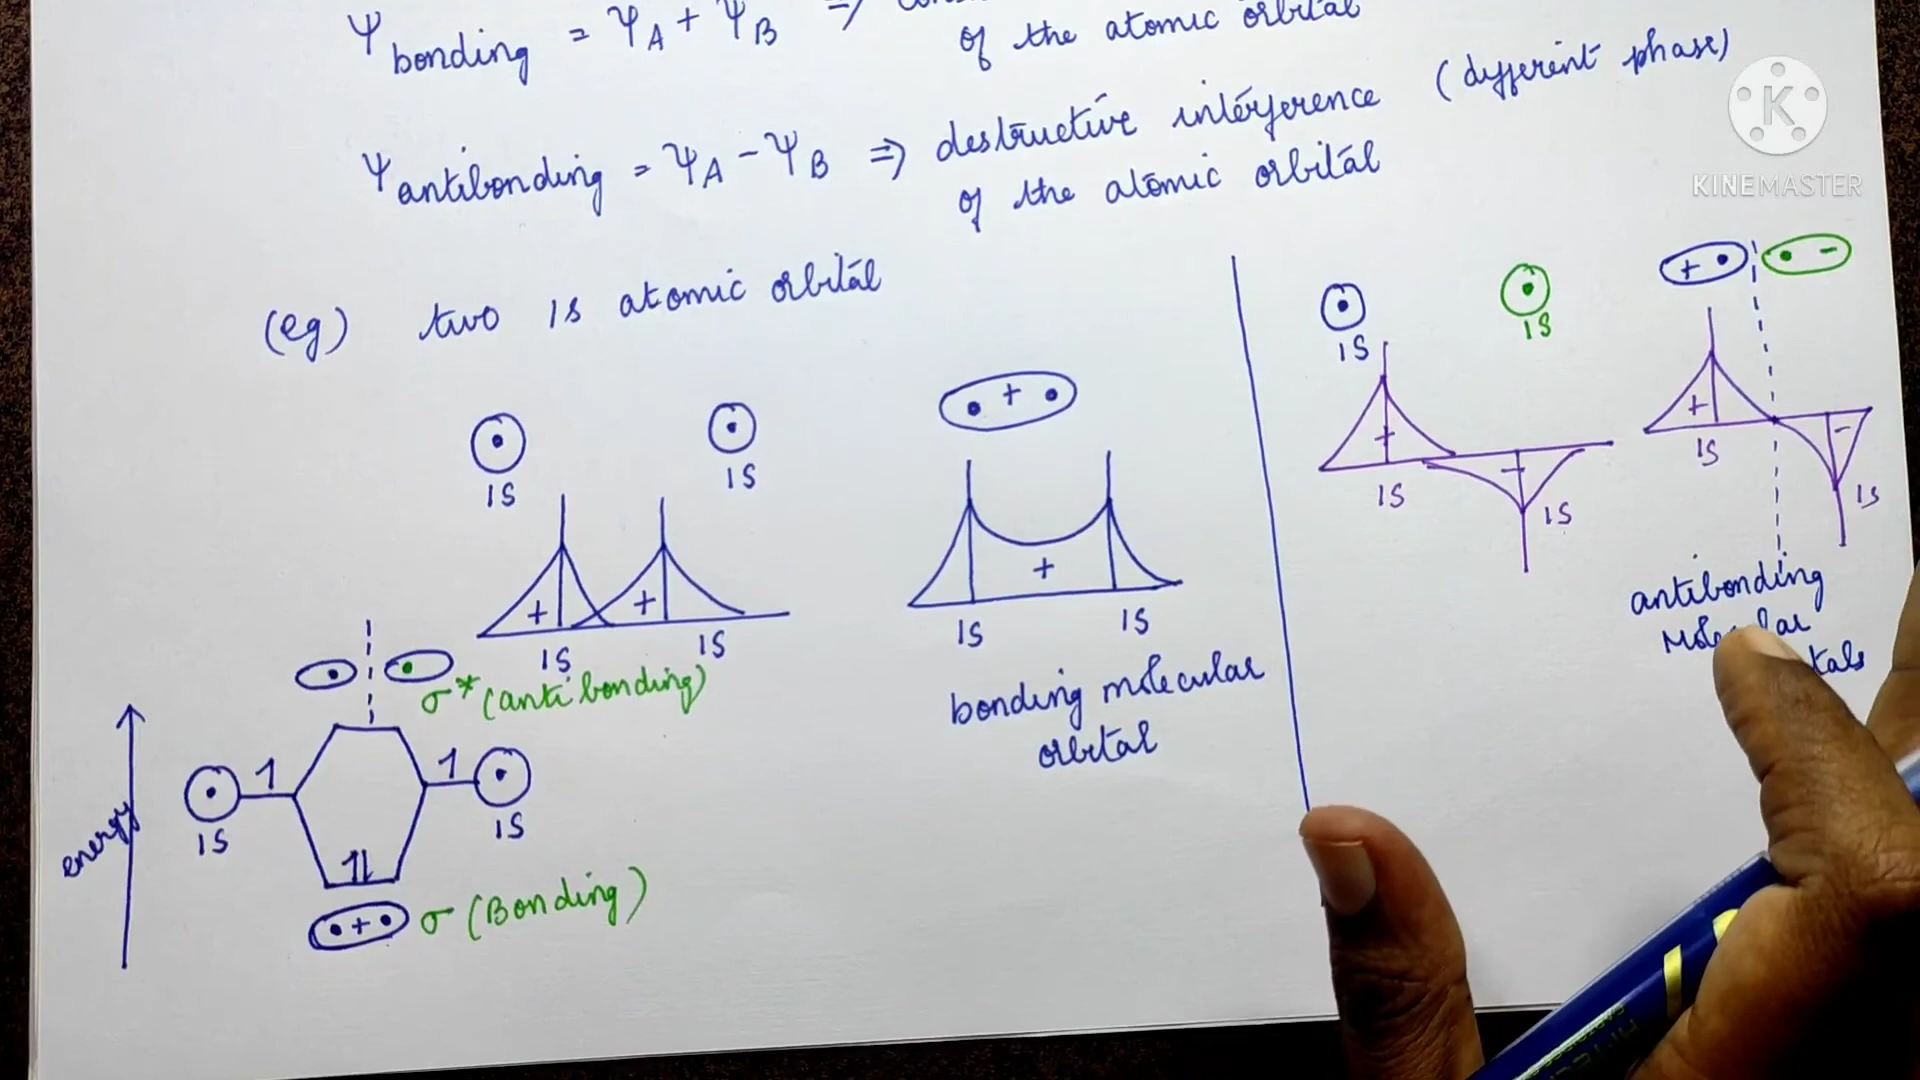 Ψ bonding = ΨA + ΨB ⇒
of the atomic orbital
Ψ antibonding = ΨA - ΨB ⇒ destructive interference (different phase)
of the atomic orbital
KINEMASTER
(eg) two 1s atomic orbital
1S 1S
+ +
1S 1S
+
+
1S 1S
bonding molecular
orbital
1S 1S
+ -
1S 1S
+ -
+ -
1S 1S
antibonding
σ* (antibonding)
energy
1 1
1S 1S
1L
+ σ (Bonding)